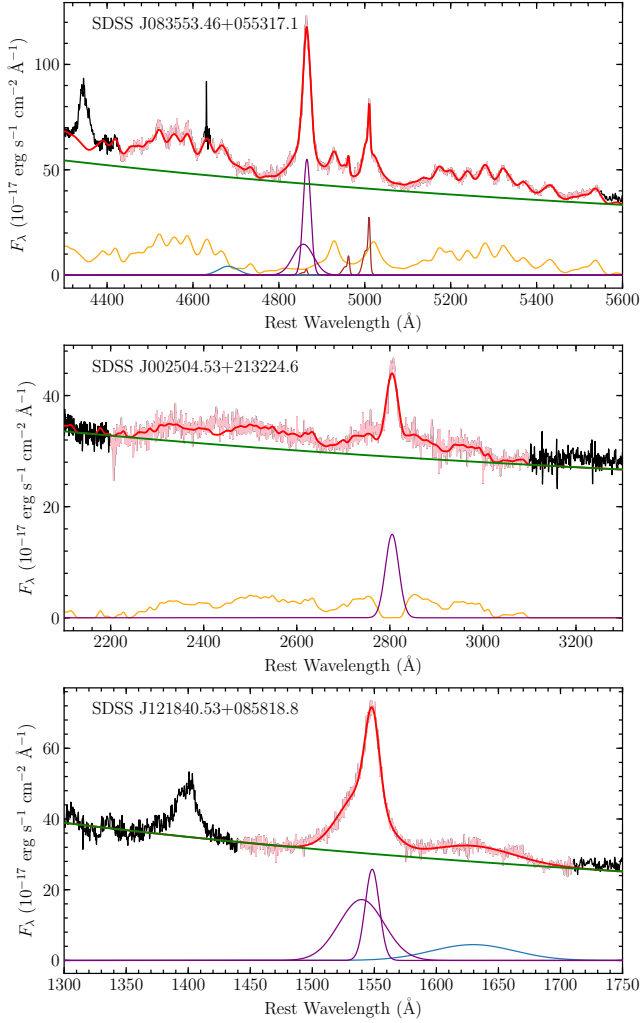 SDSS J083553.46+055317.1
100
50
0
F_λ (10⁻¹⁷ erg s⁻¹ cm⁻² Å⁻¹)
4400 4600 4800 5000 5200 5400 5600
Rest Wavelength (Å)
SDSS J002504.53+213224.6
40
20
0
F_λ (10⁻¹⁷ erg s⁻¹ cm⁻² Å⁻¹)
2200 2400 2600 2800 3000 3200
Rest Wavelength (Å)
SDSS J121840.53+085818.8
60
40
20
0
F_λ (10⁻¹⁷ erg s⁻¹ cm⁻² Å⁻¹)
1300 1350 1400 1450 1500 1550 1600 1650 1700 1750
Rest Wavelength (Å)